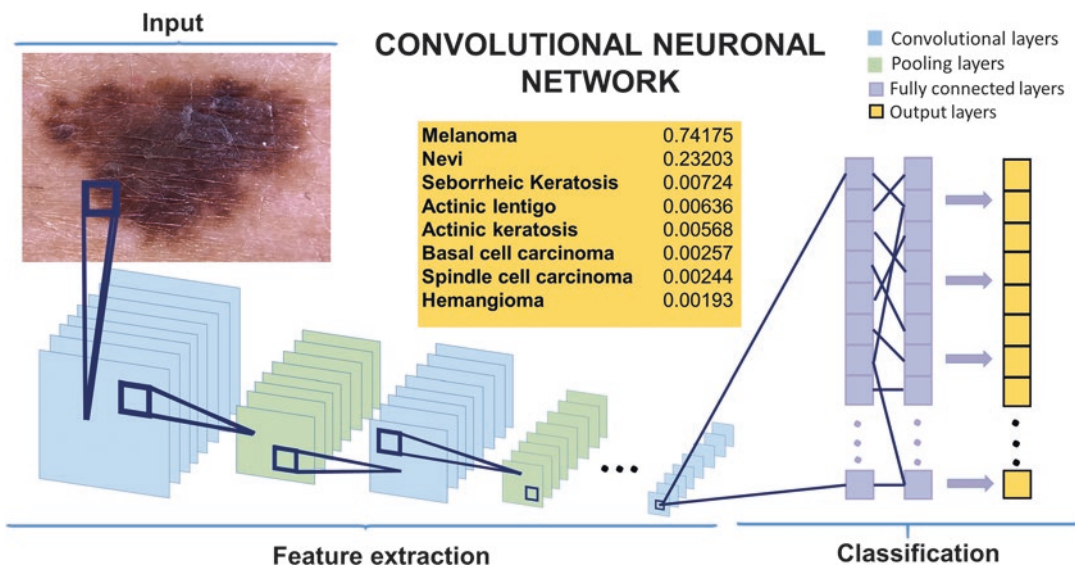 Input
CONVOLUTIONAL NEURONAL
NETWORK
Convolutional layers
Pooling layers
Fully connected layers
Output layers
Melanoma 0.74175
Nevi 0.23203
Seborrheic Keratosis 0.00724
Actinic lentigo 0.00636
Actinic keratosis 0.00568
Basal cell carcinoma 0.00257
Spindle cell carcinoma 0.00244
Hemangioma 0.00193
Feature extraction
Classification